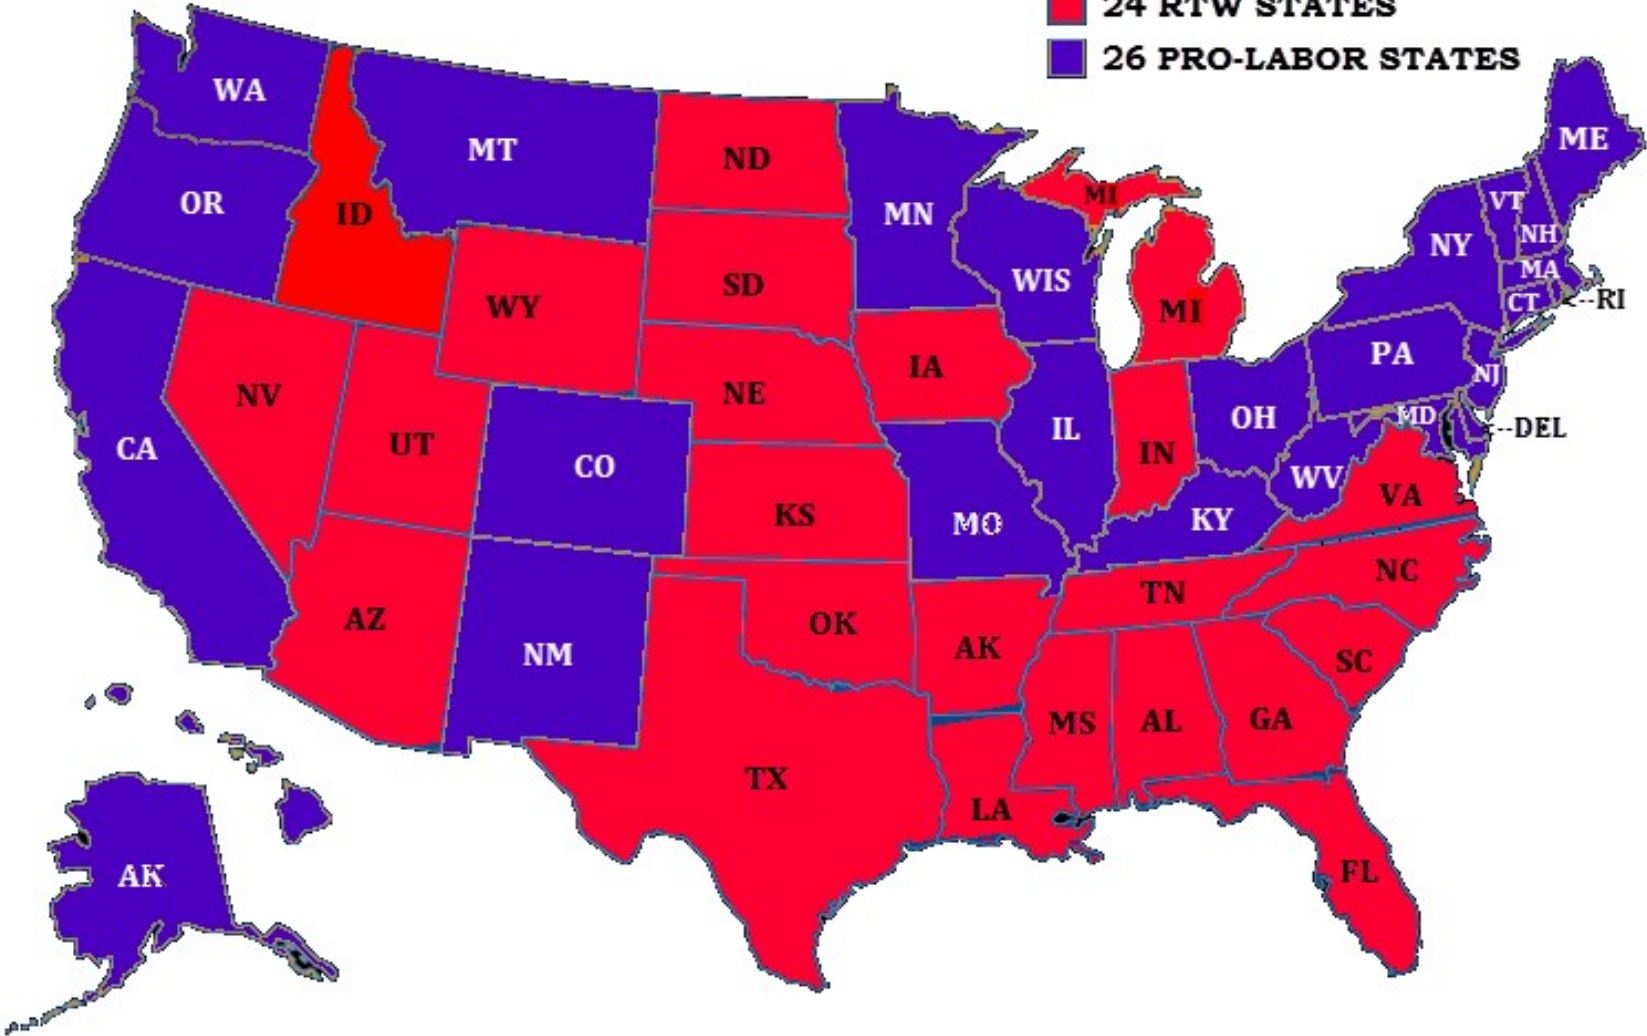 24 RTW STATES
26 PRO-LABOR STATES
WA
MT
ND
ME
OR
ID
MN
MI
VT
NY
NH
WIS
SD
MA
WY
MI
CT
--RI
PA
IA
NV
NE
NJ
UT
CA
CO
IL
OH
MD
--DEL
IN
WV
KS
MO
KY
VA
AZ
OK
TN
NC
NM
AK
SC
TX
MS
AL
GA
LA
AK
FL